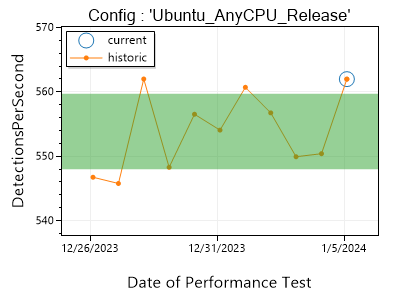 Config : 'Ubuntu_AnyCPU_Release'
current
historic
DetectionsPerSecond
570
560
550
540
12/26/2023
12/31/2023
1/5/2024
Date of Performance Test